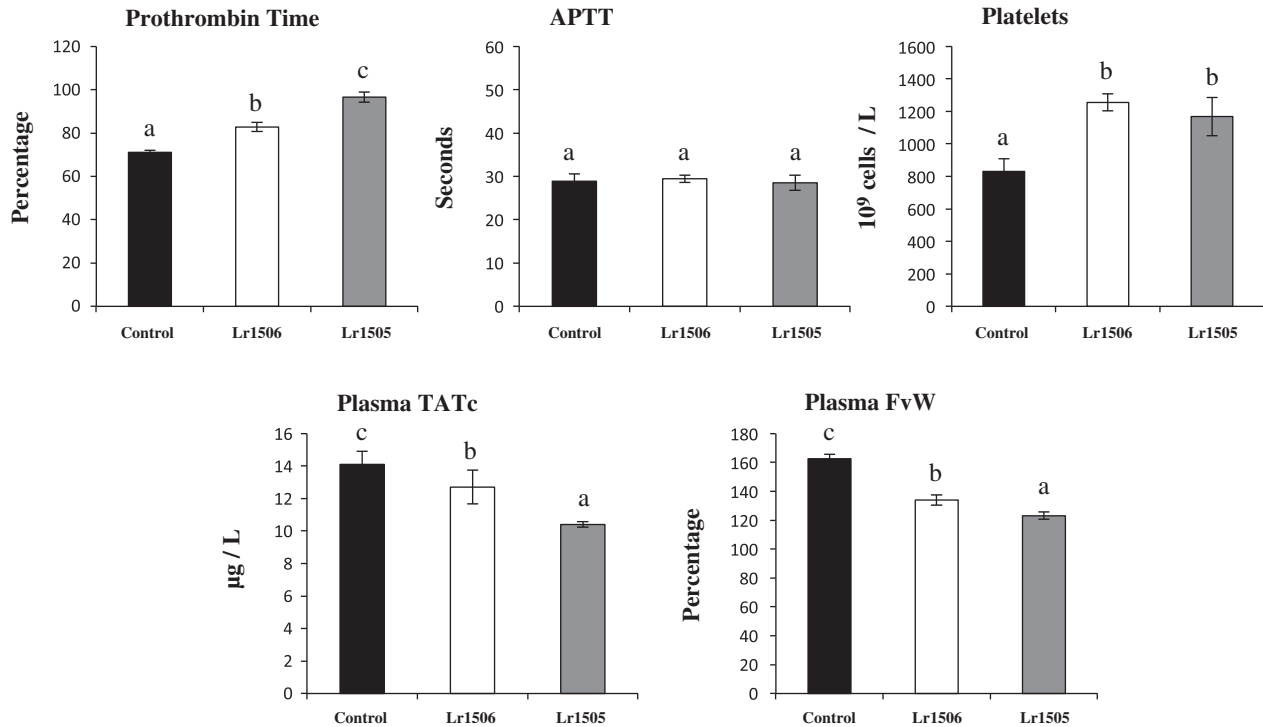 Prothrombin Time
Percentage
120
100
80
60
40
20
0
a
b
c
Control Lr1506 Lr1505
APTT
Seconds
60
50
40
30
20
10
0
a
a
a
Control Lr1506 Lr1505
Platelets
10⁹ cells / L
1600
1400
1200
1000
800
600
400
200
0
a
b
b
Control Lr1506 Lr1505
Plasma TATc
µg / L
16
14
12
10
8
6
4
2
0
c
b
a
Control Lr1506 Lr1505
Plasma FvW
Percentage
180
160
140
120
100
80
60
40
20
0
c
b
a
Control Lr1506 Lr1505